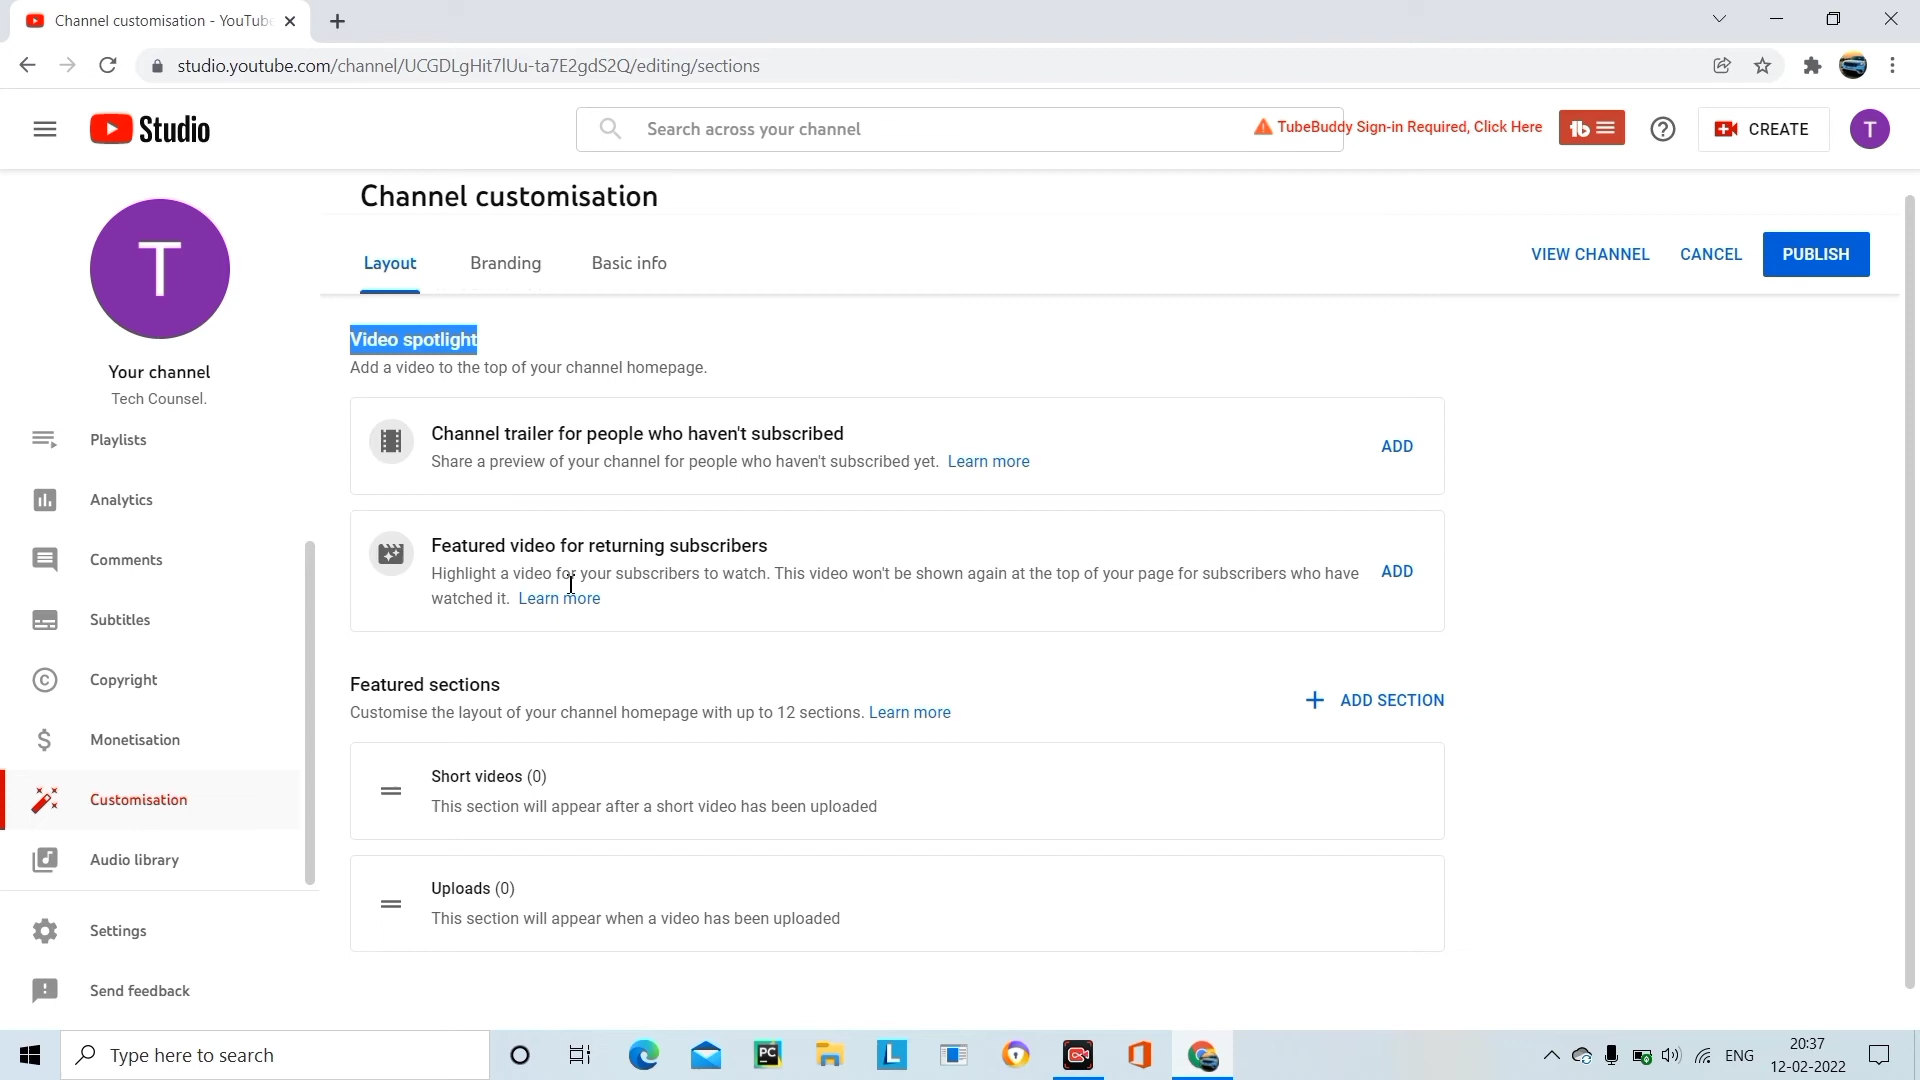 Channel customisation - YouTube
studio.youtube.com/channel/UCGDLgHit7lUu-ta7E2gdS2Q/editing/sections
Studio
Search across your channel
TubeBuddy Sign-in Required, Click Here
CREATE
T
Channel customisation
Layout
Branding
Basic info
VIEW CHANNEL
CANCEL
PUBLISH
T
Your channel
Tech Counsel.
Playlists
Analytics
Comments
Subtitles
Copyright
Monetisation
Customisation
Audio library
Settings
Send feedback
Video spotlight
Add a video to the top of your channel homepage.
Channel trailer for people who haven't subscribed
Share a preview of your channel for people who haven't subscribed yet. Learn more
ADD
Featured video for returning subscribers
Highlight a video for your subscribers to watch. This video won't be shown again at the top of your page for subscribers who have
watched it. Learn more
ADD
Featured sections
Customise the layout of your channel homepage with up to 12 sections. Learn more
ADD SECTION
Short videos (0)
This section will appear after a short video has been uploaded
Uploads (0)
This section will appear when a video has been uploaded
Type here to search
PC
L
ENG
20:37
12-02-2022